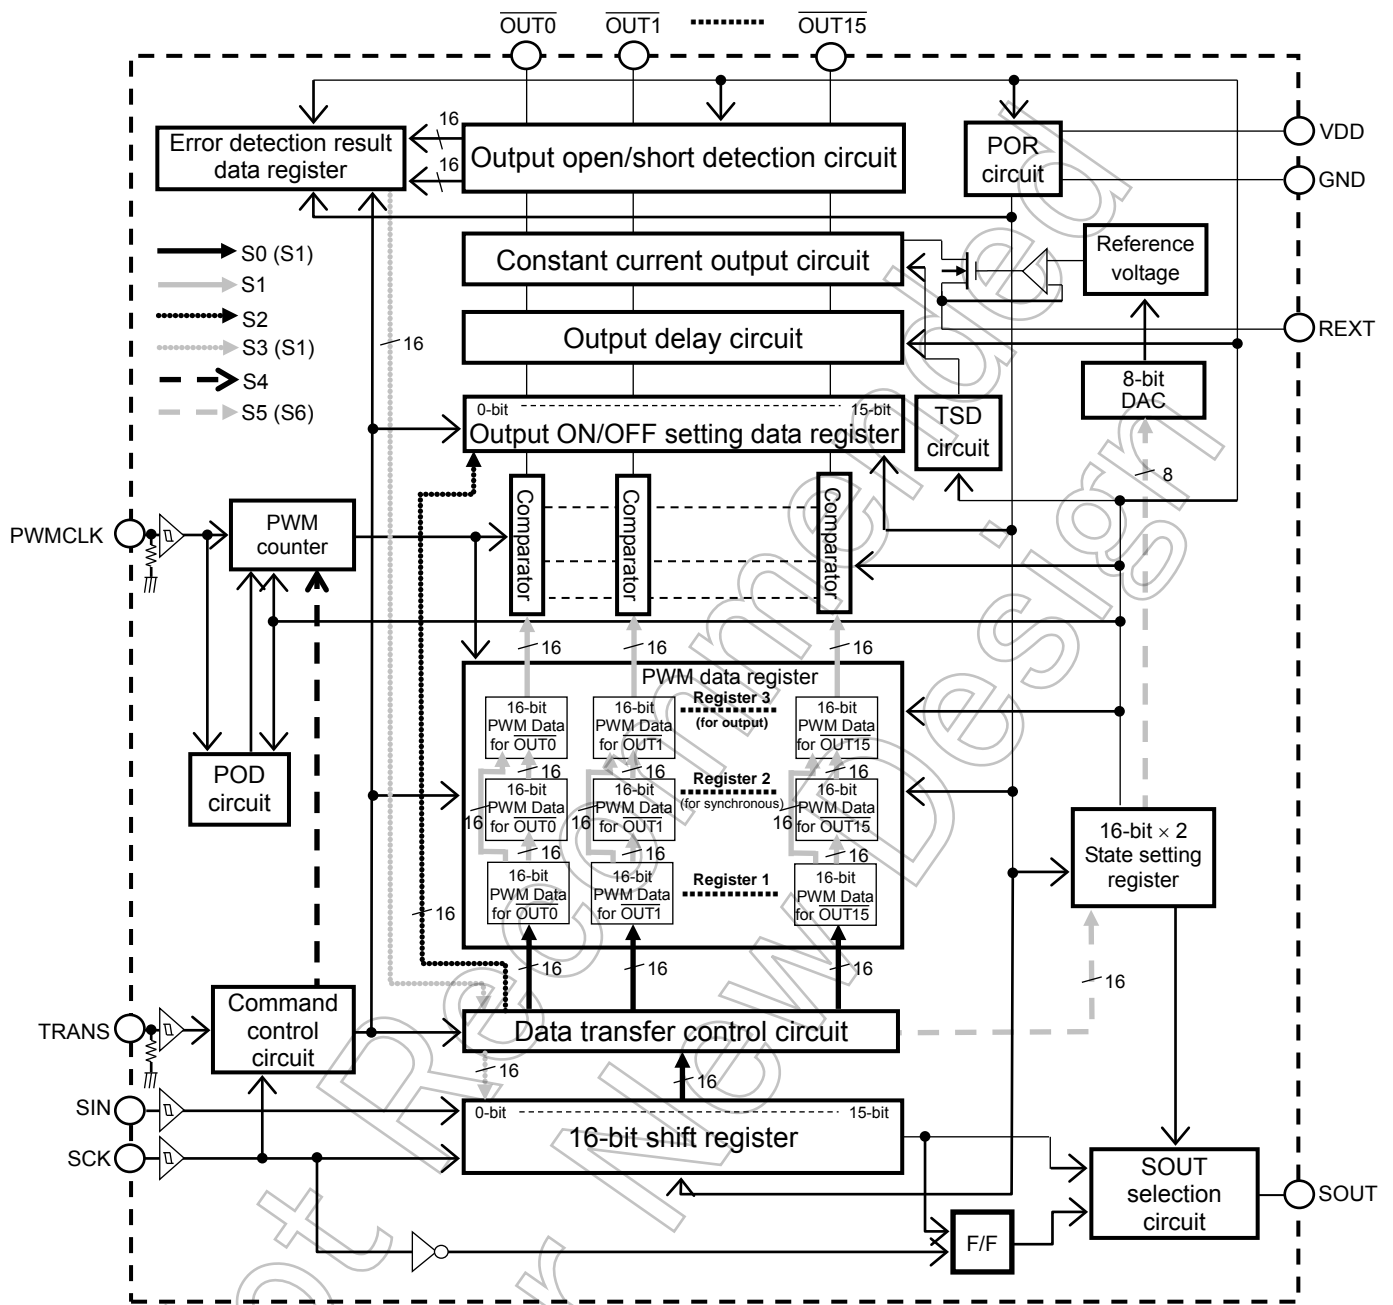 OUT0 OUT1 OUT15
Error detection result
data register
16
16
Output open/short detection circuit
POR
circuit
VDD
GND
S0 (S1)
S1
S2
S3 (S1)
S4
S5 (S6)
16
Constant current output circuit
Reference
voltage
REXT
Output delay circuit
8-bit
DAC
0-bit 15-bit
Output ON/OFF setting data register
TSD
circuit
8
PWMCLK
PWM
counter
Comparator
Comparator
Comparator
16 16 16
PWM data register
16-bit
PWM Data
for OUT0
16-bit
PWM Data
for OUT1
Register 3
(for output)
16-bit
PWM Data
for OUT15
16 16 16
POD
circuit
16
16-bit
PWM Data
for OUT0
16
16-bit
PWM Data
for OUT1
Register 2
(for synchronous)
16
16-bit
PWM Data
for OUT15
16 16 16
16-bit
PWM Data
for OUT0
16-bit
PWM Data
for OUT1
Register 1
16-bit
PWM Data
for OUT15
16-bit × 2
State setting
register
16
16 16 16
16
TRANS
Command
control
circuit
Data transfer control circuit
16 16
SIN
SCK
0-bit 15-bit
16-bit shift register
SOUT
selection
circuit
SOUT
F/F
Not Recommended
for New Design